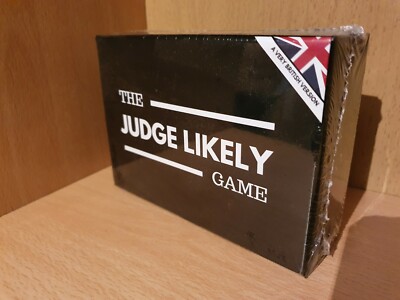 A VERY BRITISH VERSION
THE
JUDGE LIKELY
GAME